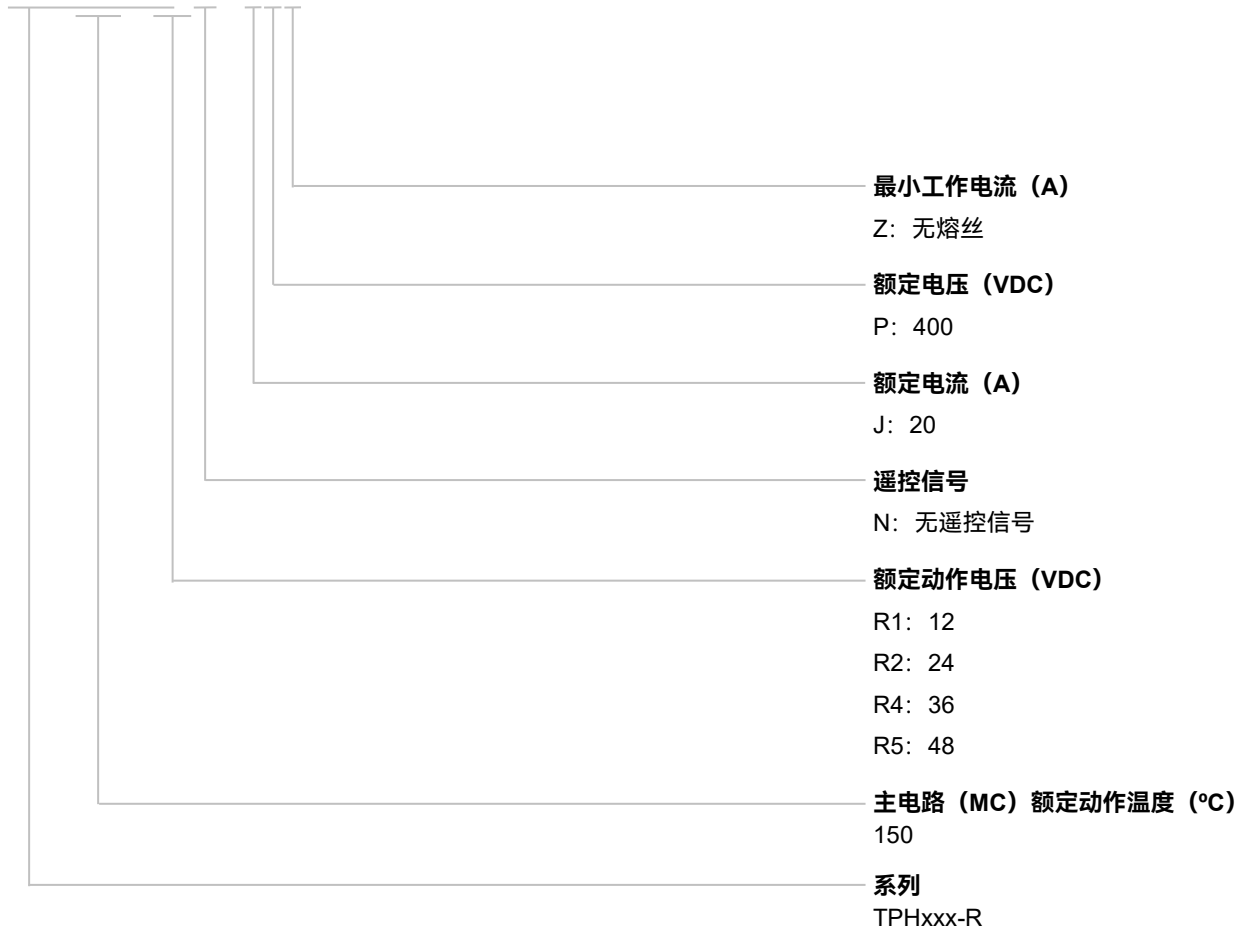 最小工作电流（A）
Z：无熔丝
额定电压（VDC）
P：400
额定电流（A）
J：20
遥控信号
N：无遥控信号
额定动作电压（VDC）
R1：12
R2：24
R4：36
R5：48
主电路（MC）额定动作温度（ºC）
150
系列
TPHxxx-R